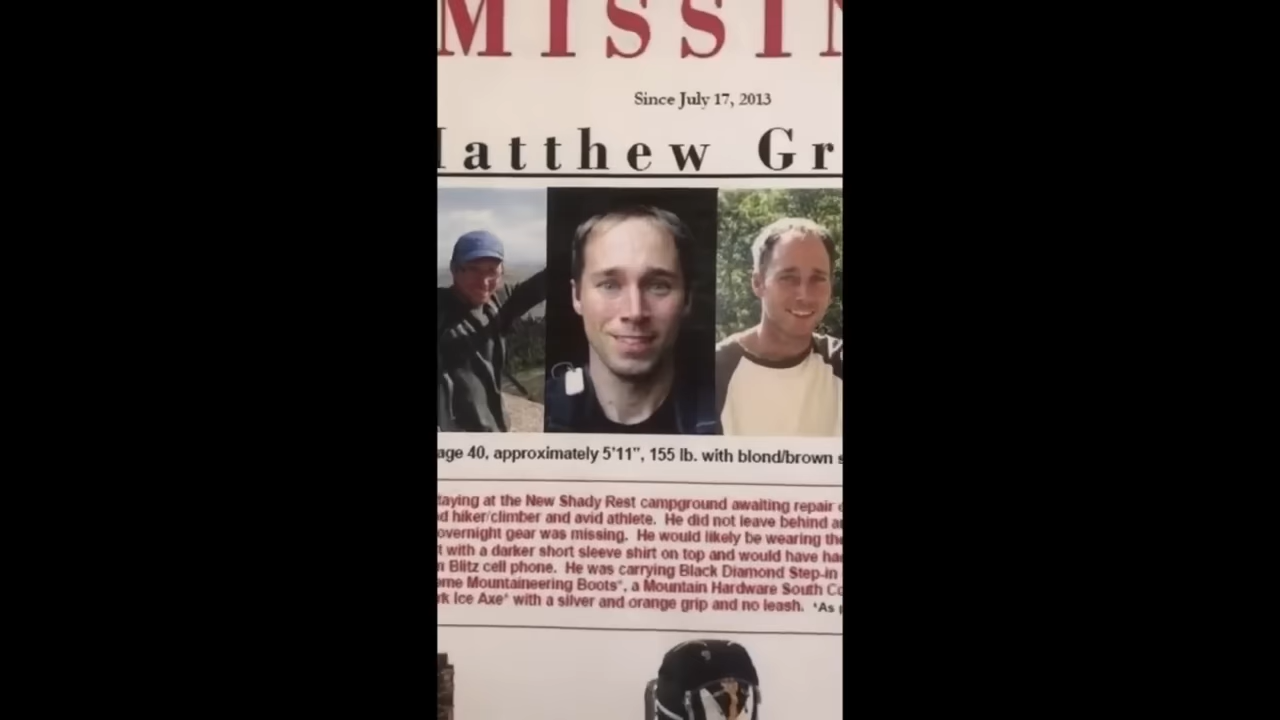 MISSIN
Since July 17, 2013
Matthew Gr
age 40, approximately 5'11", 155 lb. with blond/brown s
taying at the New Shady Rest campground awaiting repair
d hiker/climber and avid athlete. He did not leave behind a
overnight gear was missing. He would likely be wearing the
t with a darker short sleeve shirt on top and would have ha
n Blitz cell phone. He was carrying Black Diamond Step-in
ome Mountaineering Boots*, a Mountain Hardware South Co
rk Ice Axe* with a silver and orange grip and no leash. *As